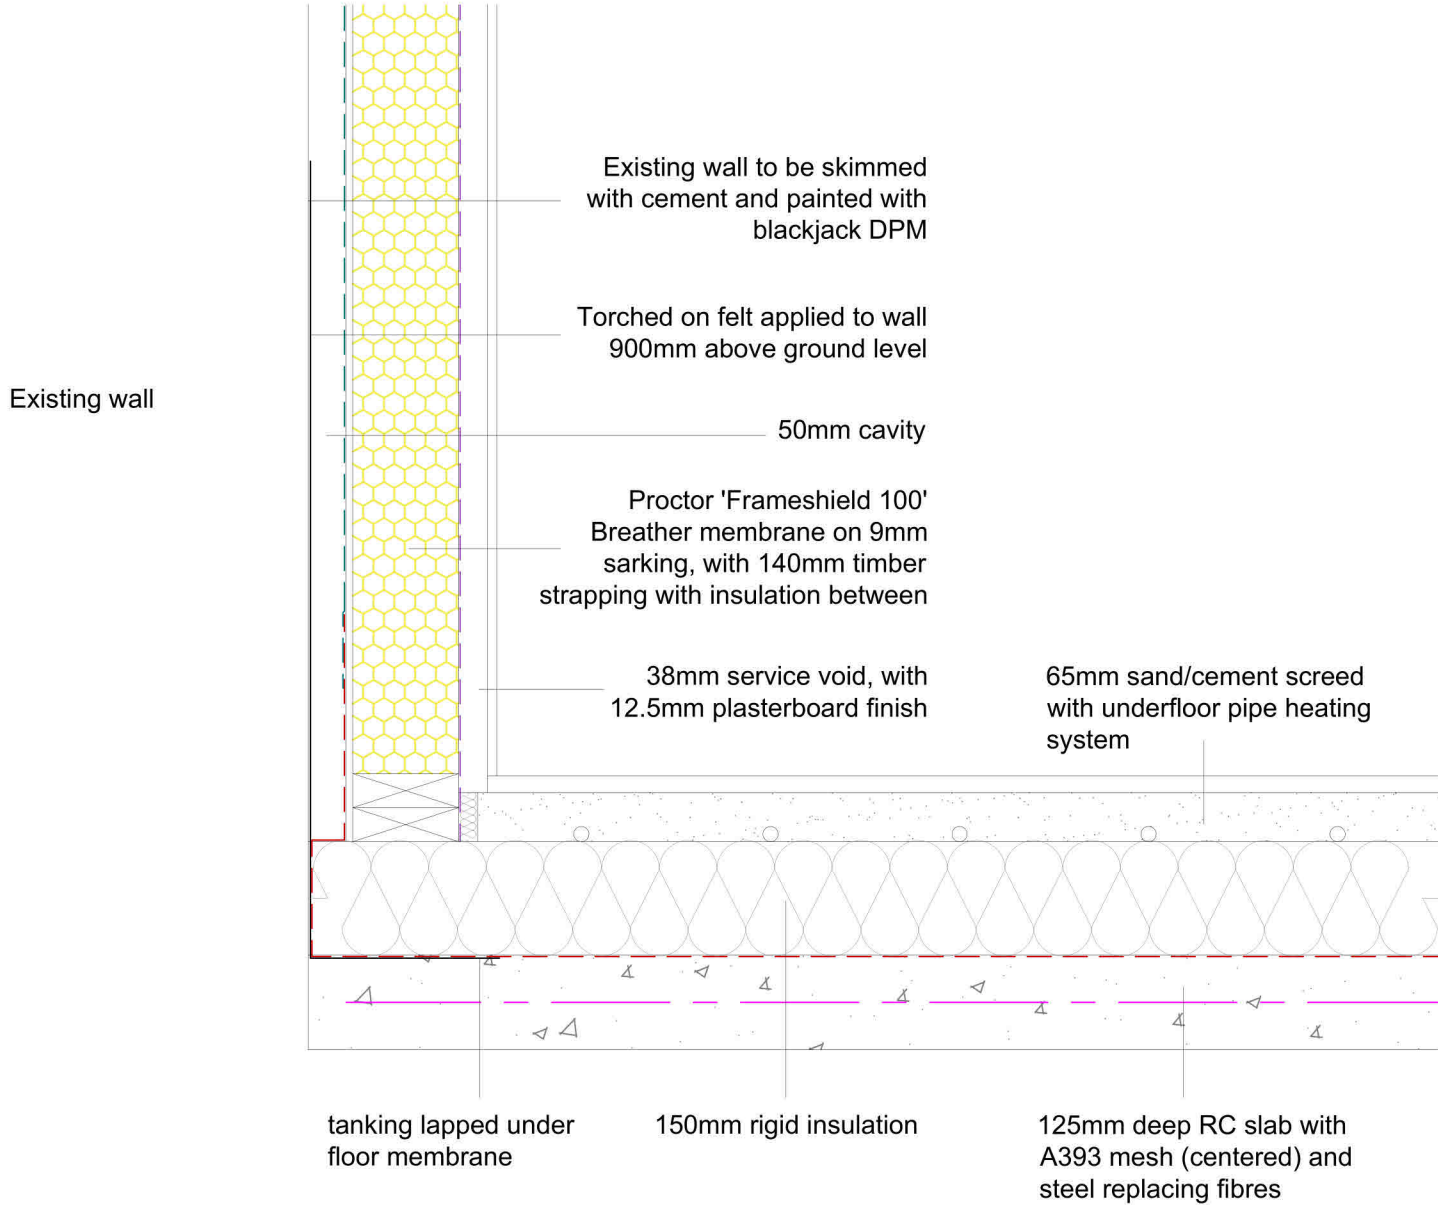 Existing wall to be skimmed
with cement and painted with
blackjack DPM
Torched on felt applied to wall
900mm above ground level
Existing wall
50mm cavity
Proctor 'Frameshield 100'
Breather membrane on 9mm
sarking, with 140mm timber
strapping with insulation between
38mm service void, with
12.5mm plasterboard finish
65mm sand/cement screed
with underfloor pipe heating
system
tanking lapped under
floor membrane
150mm rigid insulation
125mm deep RC slab with
A393 mesh (centered) and
steel replacing fibres